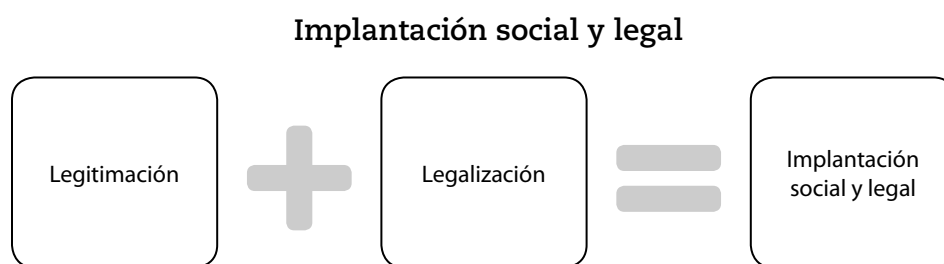 Implantación social y legal
Legitimación
Legalización
Implantación
social y legal